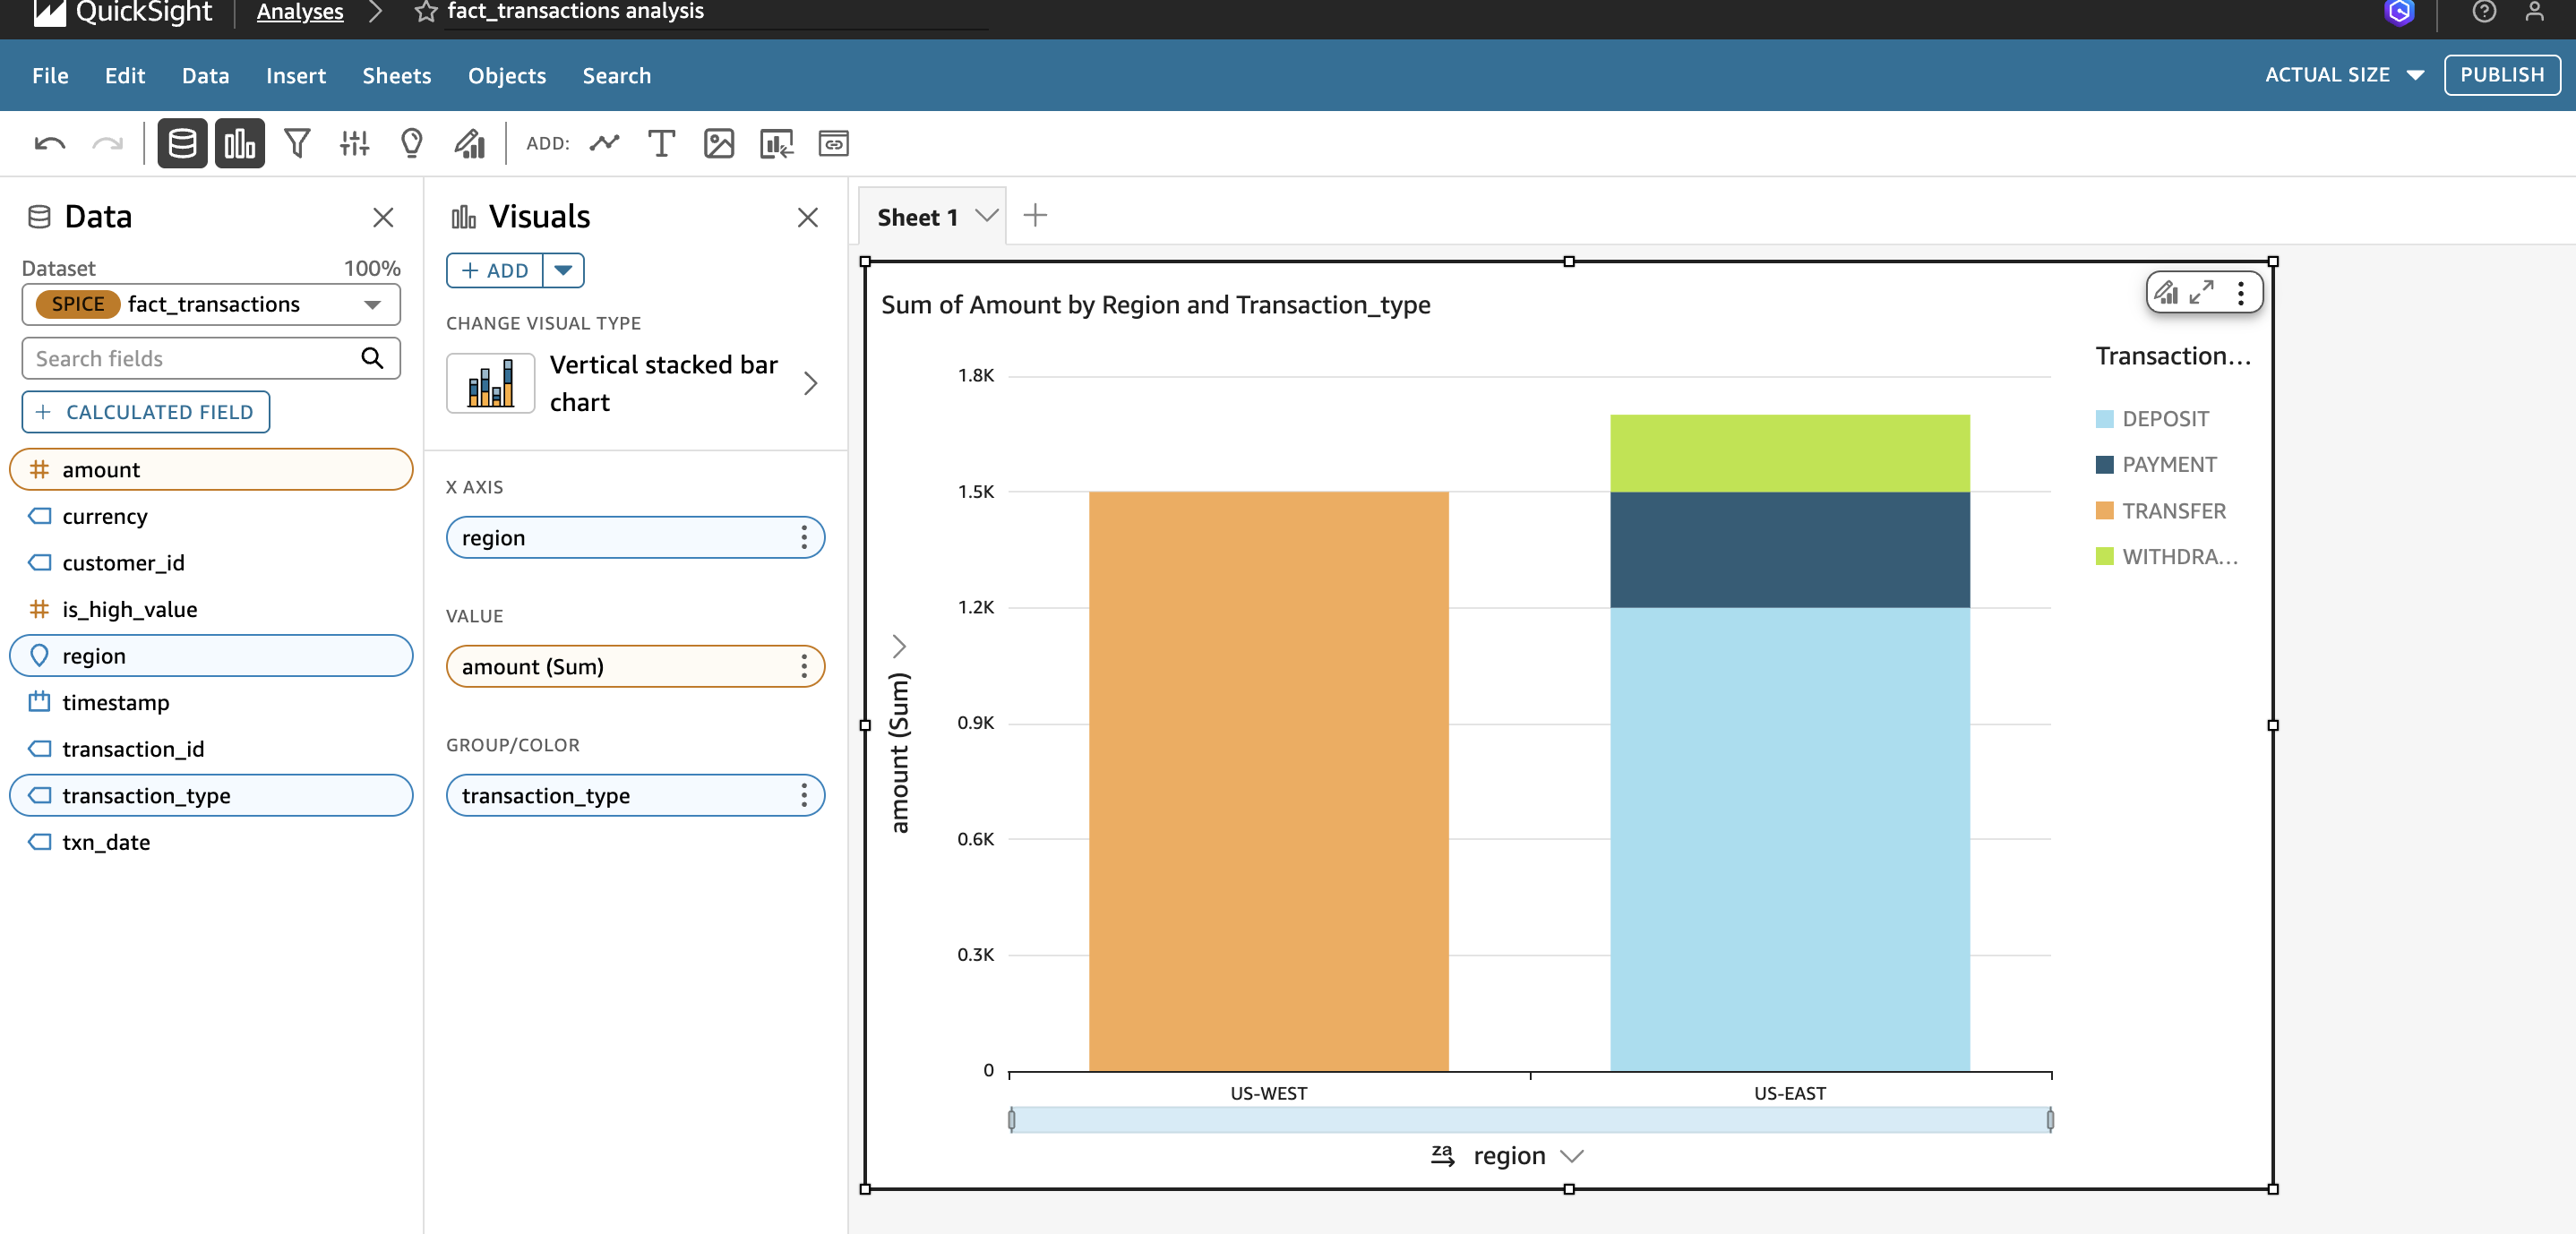 QuickSight
Analyses
fact_transactions analysis
File Edit Data Insert Sheets Objects Search
ACTUAL SIZE
PUBLISH
ADD:
Data
Dataset 100%
SPICE fact_transactions
Search fields
+ CALCULATED FIELD
amount
currency
customer_id
is_high_value
region
timestamp
transaction_id
transaction_type
txn_date
Visuals
+ ADD
CHANGE VISUAL TYPE
Vertical stacked bar
chart
X AXIS
region
VALUE
amount (Sum)
GROUP/COLOR
transaction_type
Sheet 1
Sum of Amount by Region and Transaction_type
amount (Sum)
1.8K
1.5K
1.2K
0.9K
0.6K
0.3K
0
US-WEST US-EAST
za region
Transaction...
DEPOSIT
PAYMENT
TRANSFER
WITHDRA...